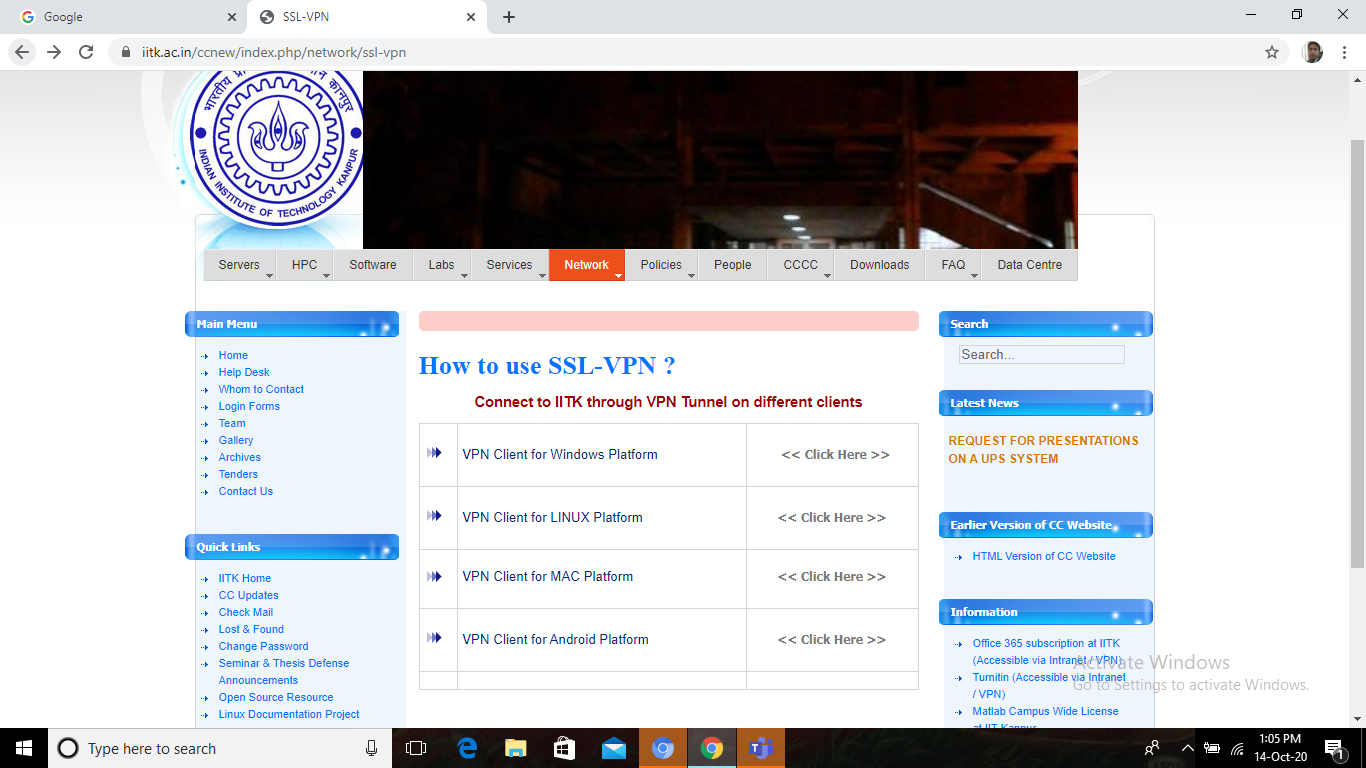 Google
SSL-VPN
iitk.ac.in/ccnew/index.php/network/ssl-vpn
INDIAN INSTITUTE OF TECHNOLOGY KANPUR
Servers HPC Software Labs Services Network Policies People CCCC Downloads FAQ Data Centre
Main Menu
Home
Help Desk
Whom to Contact
Login Forms
Team
Gallery
Archives
Tenders
Contact Us
Quick Links
IITK Home
CC Updates
Check Mail
Lost & Found
Change Password
Seminar & Thesis Defense
Announcements
Open Source Resource
Linux Documentation Project
How to use SSL-VPN ?
Connect to IITK through VPN Tunnel on different clients
VPN Client for Windows Platform << Click Here >>
VPN Client for LINUX Platform << Click Here >>
VPN Client for MAC Platform << Click Here >>
VPN Client for Android Platform << Click Here >>
Search
Search...
Latest News
REQUEST FOR PRESENTATIONS
ON A UPS SYSTEM
Earlier Version of CC Website
HTML Version of CC Website
Information
Office 365 subscription at IITK
(Accessible via Intranet / VPN)
Turnitin (Accessible via Intranet
/ VPN)
Matlab Campus Wide License
at IIT Kanpur
Activate Windows
Go to Settings to activate Windows.
Type here to search
1:05 PM
14-Oct-20
1